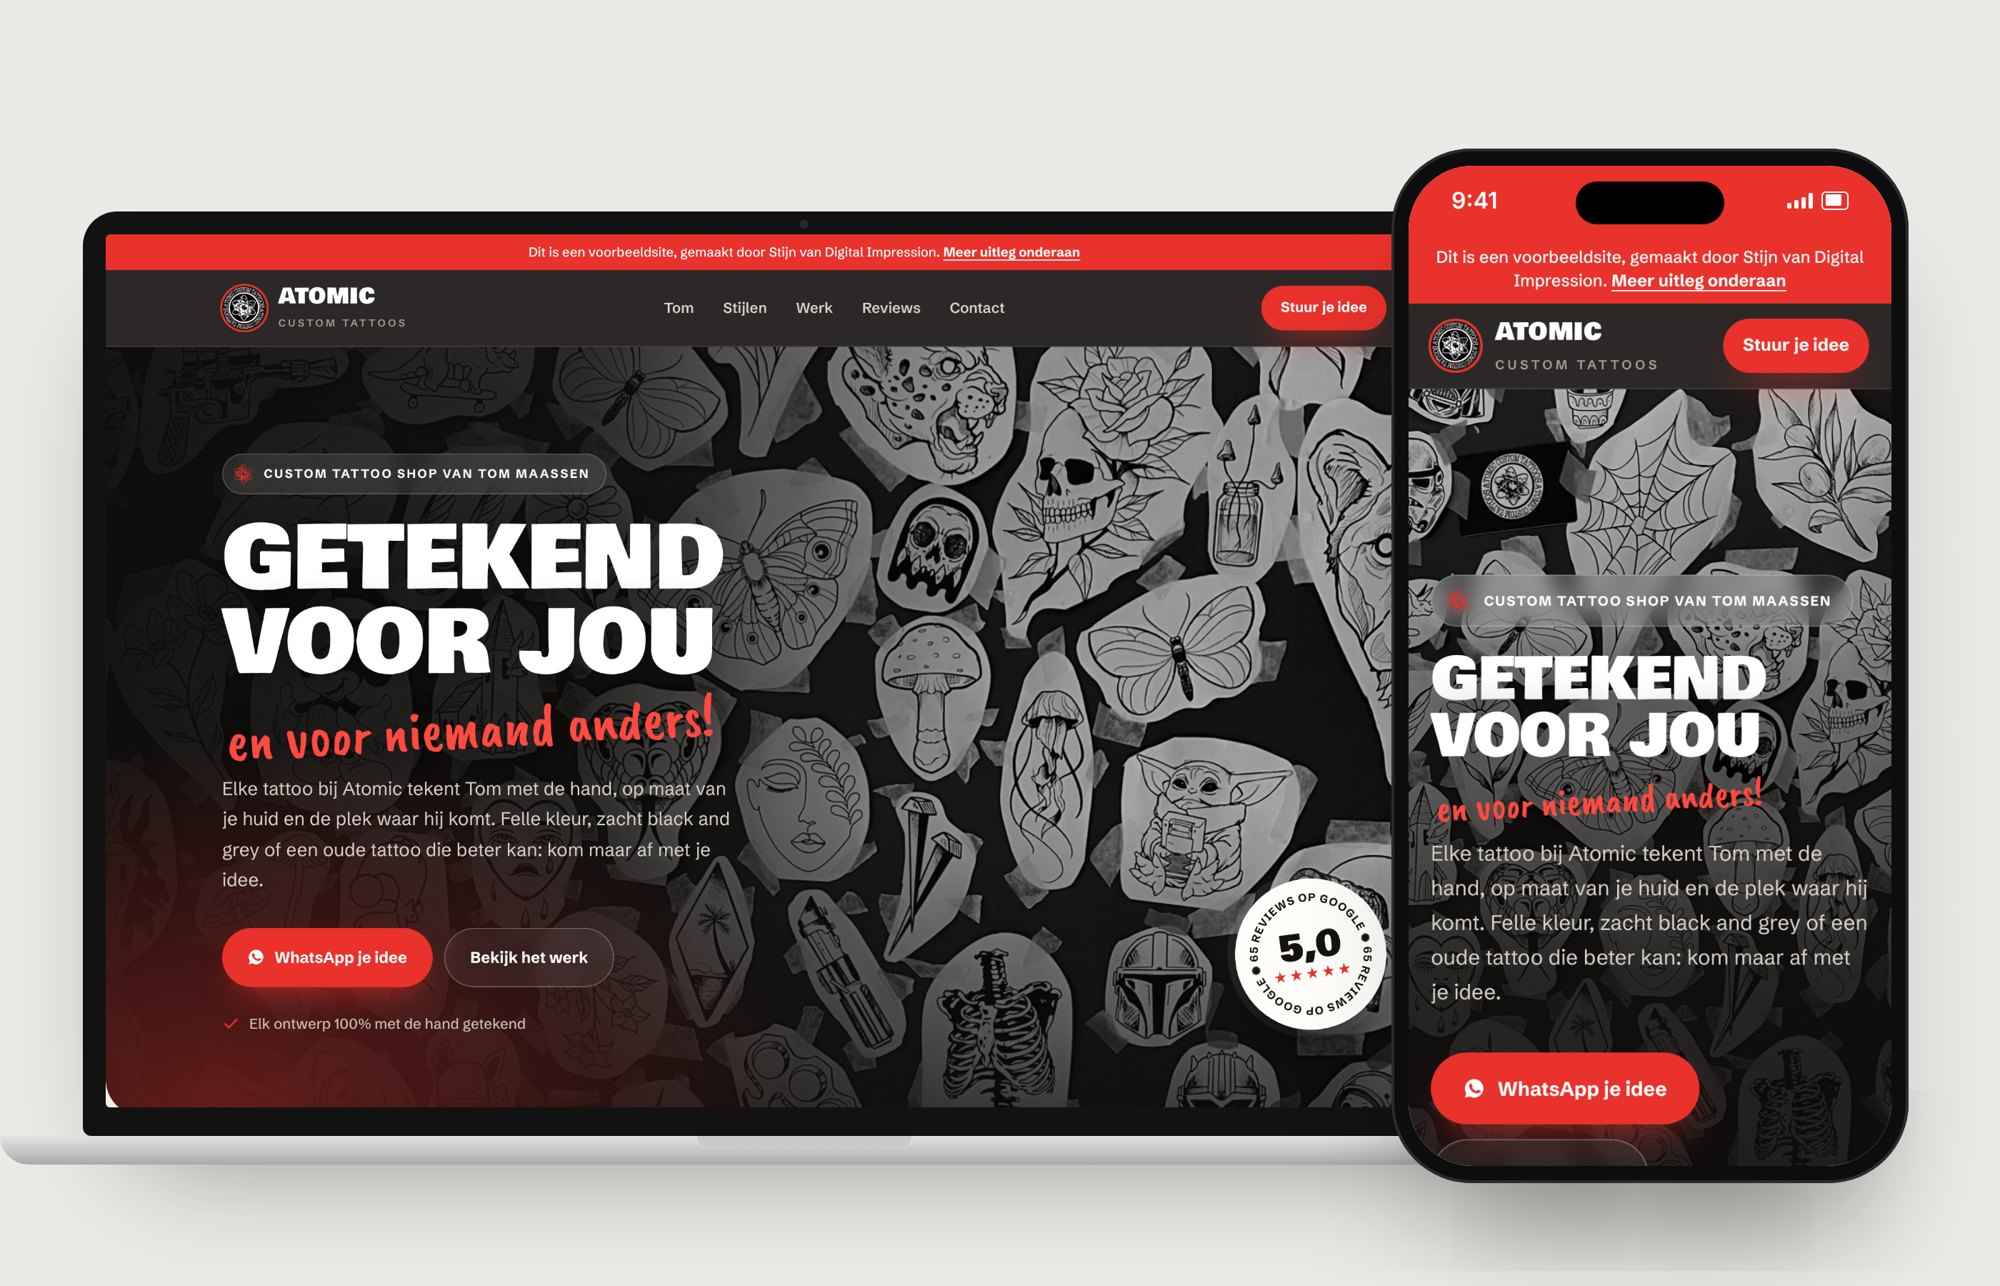 Dit is een voorbeeldsite, gemaakt door Stijn van Digital Impression. Meer uitleg onderaan
ATOMIC
CUSTOM TATTOOS
Tom
Stijlen
Werk
Reviews
Contact
Stuur je idee
CUSTOM TATTOO SHOP VAN TOM MAASSEN
GETEKEND
VOOR JOU
en voor niemand anders!
Elke tattoo bij Atomic tekent Tom met de hand, op maat van
je huid en de plek waar hij komt. Felle kleur, zacht black and
grey of een oude tattoo die beter kan: kom maar af met je
idee.
WhatsApp je idee
Bekijk het werk
Elk ontwerp 100% met de hand getekend
65 REVIEWS OP GOOGLE
65 REVIEWS OP GOOGLE
5,0
9:41
Dit is een voorbeeldsite, gemaakt door Stijn van Digital
Impression. Meer uitleg onderaan
ATOMIC
CUSTOM TATTOOS
Stuur je idee
CUSTOM TATTOO SHOP VAN TOM MAASSEN
GETEKEND
VOOR JOU
en voor niemand anders!
Elke tattoo bij Atomic tekent Tom met de
hand, op maat van je huid en de plek waar hij
komt. Felle kleur, zacht black and grey of een
oude tattoo die beter kan: kom maar af met
je idee.
WhatsApp je idee